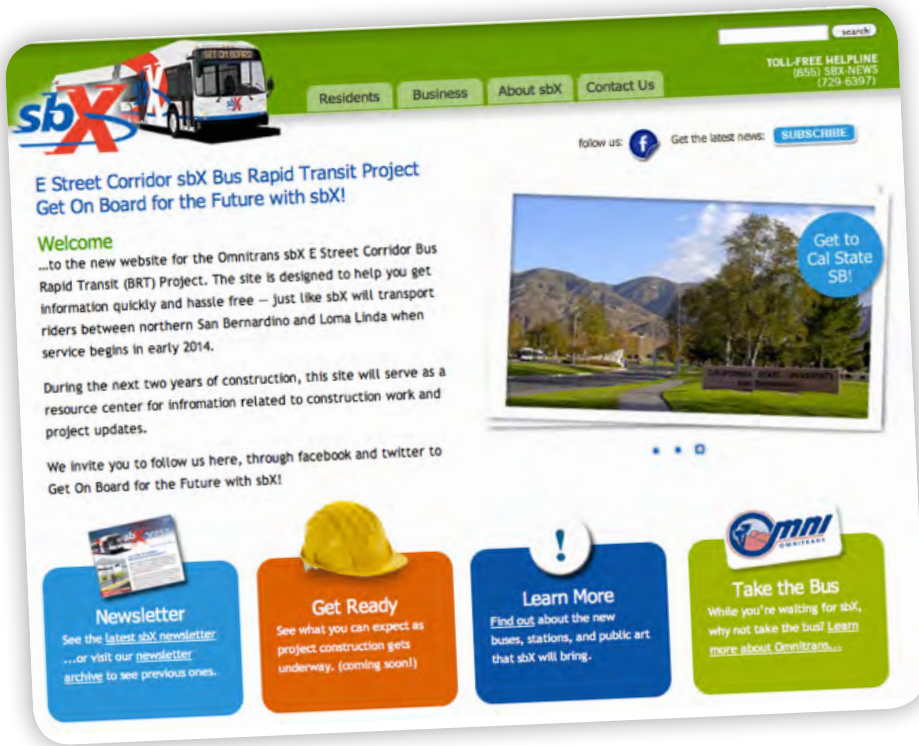 search
TOLL-FREE HELPLINE
(855) SBX-NEWS
(729-6397)
GET ON BOARD
sbX
Residents
Business
About sbX
Contact Us
follow us:
f
Get the latest news:
SUBSCRIBE
E Street Corridor sbX Bus Rapid Transit Project
Get On Board for the Future with sbX!
Welcome
...to the new website for the Omnitrans sbX E Street Corridor Bus
Rapid Transit (BRT) Project. The site is designed to help you get
information quickly and hassle free — just like sbX will transport
riders between northern San Bernardino and Loma Linda when
service begins in early 2014.
During the next two years of construction, this site will serve as a
resource center for infromation related to construction work and
project updates.
We invite you to follow us here, through facebook and twitter to
Get On Board for the Future with sbX!
Get to
Cal State
SB!
CALIFORNIA STATE UNIVERSITY
Newsletter
See the latest sbX newsletter
...or visit our newsletter
archive to see previous ones.
Get Ready
See what you can expect as
project construction gets
underway. (coming soon!)
!
Learn More
Find out about the new
buses, stations, and public art
that sbX will bring.
OMNI
OMNITRANS
Take the Bus
While you're waiting for sbX,
why not take the bus? Learn
more about Omnitrans...